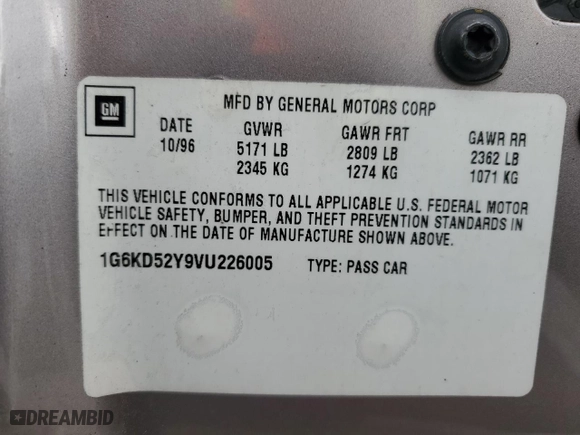 GM
MFD BY GENERAL MOTORS CORP
DATE GVWR GAWR FRT GAWR RR
10/96 5171 LB 2809 LB 2362 LB
2345 KG 1274 KG 1071 KG
THIS VEHICLE CONFORMS TO ALL APPLICABLE U.S. FEDERAL MOTOR
VEHICLE SAFETY, BUMPER, AND THEFT PREVENTION STANDARDS IN
EFFECT ON THE DATE OF MANUFACTURE SHOWN ABOVE.
1G6KD52Y9VU226005 TYPE: PASS CAR
DREAMBID